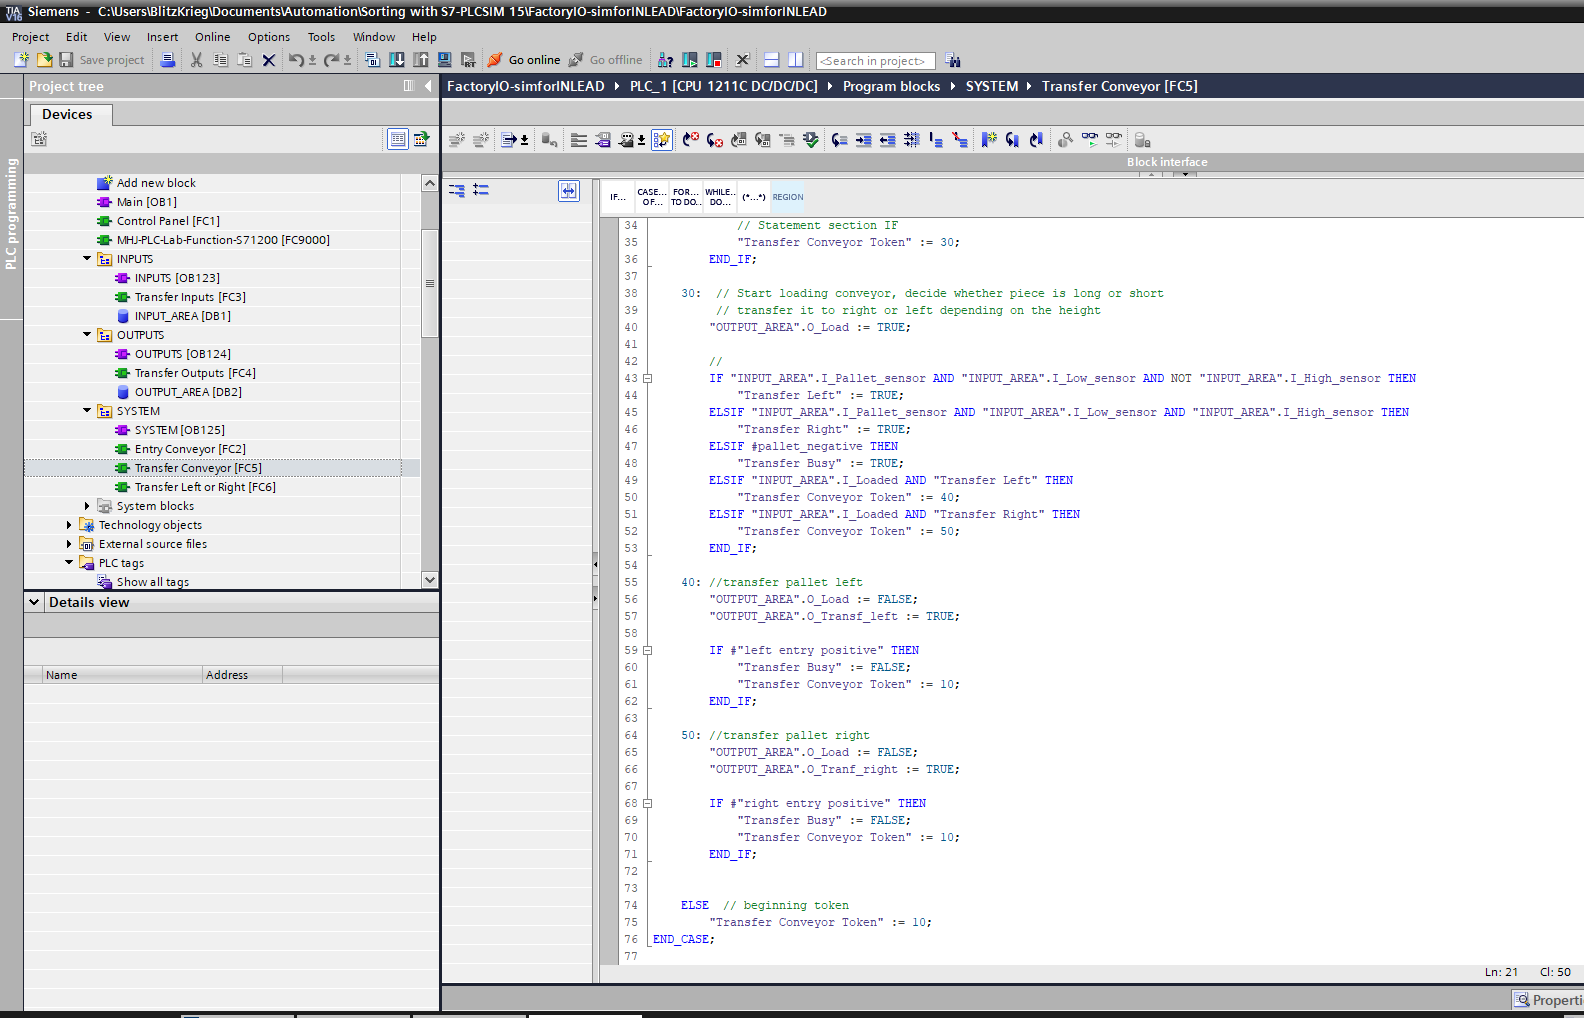 Siemens - C:\Users\BlitzKrieg\Documents\Automation\Sorting with S7-PLCSIM 15\FactoryIO-simforINLEAD\FactoryIO-simforINLEAD
Project Edit View Insert Online Options Tools Window Help
Save project Go online Go offline <Search in project>
Project tree
FactoryIO-simforINLEAD PLC_1 [CPU 1211C DC/DC/DC] Program blocks SYSTEM Transfer Conveyor [FC5]
Devices
PLC programming
Block interface
Add new block
Main [OB1]
Control Panel [FC1]
MHJ-PLC-Lab-Function-S71200 [FC9000]
INPUTS
INPUTS [OB123]
Transfer Inputs [FC3]
INPUT_AREA [DB1]
OUTPUTS
OUTPUTS [OB124]
Transfer Outputs [FC4]
OUTPUT_AREA [DB2]
SYSTEM
SYSTEM [OB125]
Entry Conveyor [FC2]
Transfer Conveyor [FC5]
Transfer Left or Right [FC6]
System blocks
Technology objects
External source files
PLC tags
Show all tags
Details view
Name Address
IF... CASE... OF... FOR... TO DO.. WHILE.. DO... (*...*) REGION
34 // Statement section IF
35 "Transfer Conveyor Token" := 30;
36 END_IF;
37
38 30: // Start loading conveyor, decide whether piece is long or short
39 // transfer it to right or left depending on the height
40 "OUTPUT_AREA".O_Load := TRUE;
41
42 //
43 IF "INPUT_AREA".I_Pallet_sensor AND "INPUT_AREA".I_Low_sensor AND NOT "INPUT_AREA".I_High_sensor THEN
44 "Transfer Left" := TRUE;
45 ELSIF "INPUT_AREA".I_Pallet_sensor AND "INPUT_AREA".I_Low_sensor AND "INPUT_AREA".I_High_sensor THEN
46 "Transfer Right" := TRUE;
47 ELSIF #pallet_negative THEN
48 "Transfer Busy" := TRUE;
49 ELSIF "INPUT_AREA".I_Loaded AND "Transfer Left" THEN
50 "Transfer Conveyor Token" := 40;
51 ELSIF "INPUT_AREA".I_Loaded AND "Transfer Right" THEN
52 "Transfer Conveyor Token" := 50;
53 END_IF;
54
55 40: //transfer pallet left
56 "OUTPUT_AREA".O_Load := FALSE;
57 "OUTPUT_AREA".O_Transf_left := TRUE;
58
59 IF #"left entry positive" THEN
60 "Transfer Busy" := FALSE;
61 "Transfer Conveyor Token" := 10;
62 END_IF;
63
64 50: //transfer pallet right
65 "OUTPUT_AREA".O_Load := FALSE;
66 "OUTPUT_AREA".O_Tranf_right := TRUE;
67
68 IF #"right entry positive" THEN
69 "Transfer Busy" := FALSE;
70 "Transfer Conveyor Token" := 10;
71 END_IF;
72
73
74 ELSE // beginning token
75 "Transfer Conveyor Token" := 10;
76 END_CASE;
77
Ln: 21 Cl: 50
Properti